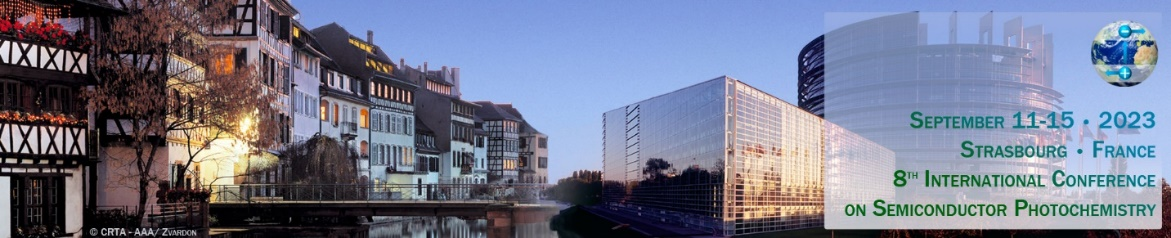 September 11-15 • 2023
Strasbourg • France
8th International Conference
on Semiconductor Photochemistry
© CRTA - AAA/ Zvardon